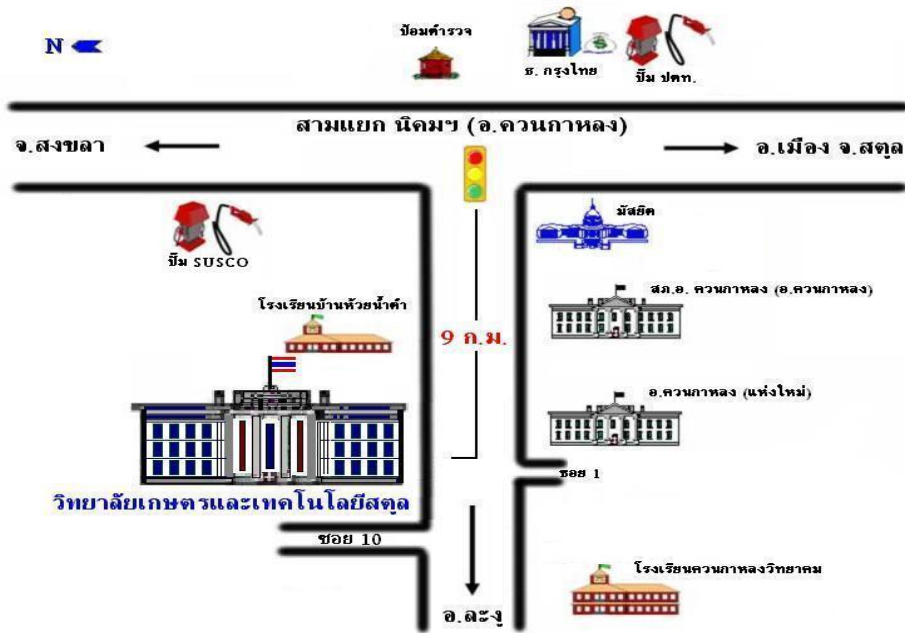 N
ป้อมตำรวจ
ธ. กรุงไทย
ปั๊ม ปตท.
สามแยก นิคมฯ (อ.ควนกาหลง)
จ.สงขลา
อ.เมือง จ.สตูล
ปั๊ม SUSCO
มัสยิด
โรงเรียนบ้านห้วยน้ำดำ
สภ.อ. ควนกาหลง (อ.ควนกาหลง)
9 ก.ม.
อ.ควนกาหลง (แห่งใหม่)
ซอย 1
วิทยาลัยเกษตรและเทคโนโลยีสตูล
ซอย 10
โรงเรียนควนกาหลงวิทยาคม
อ.ละงู